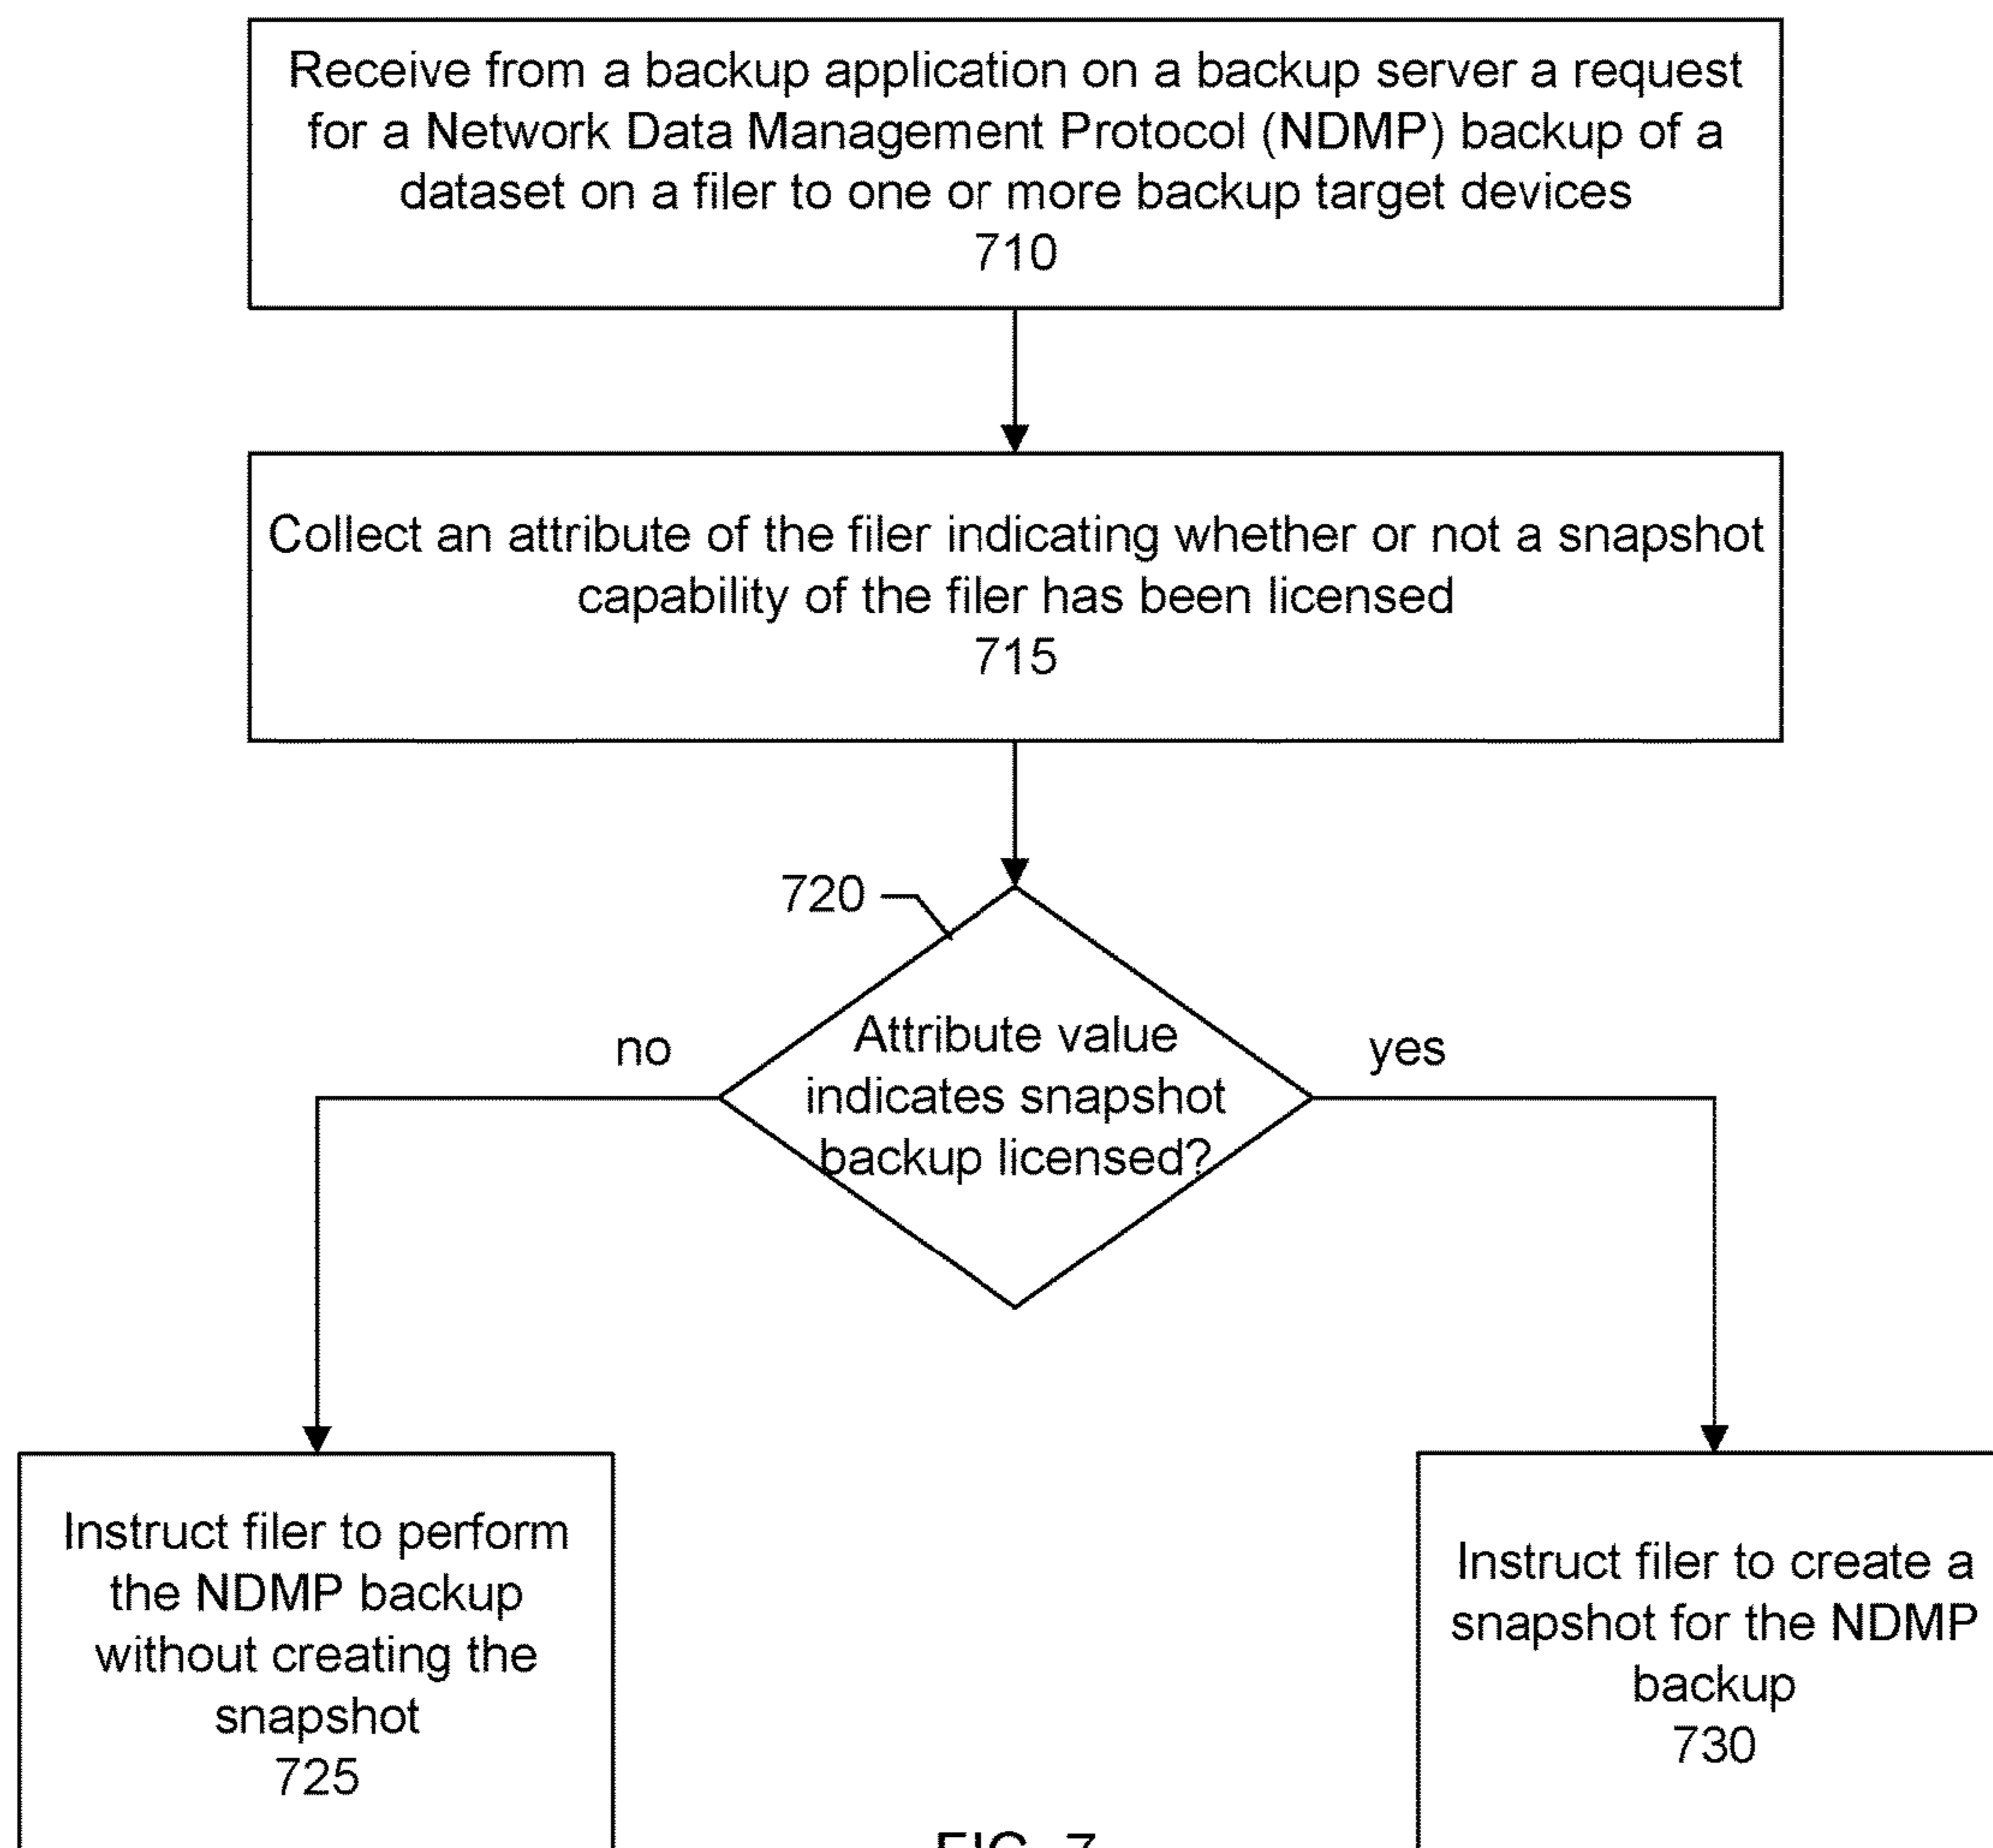 Receive from a backup application on a backup server a request
for a Network Data Management Protocol (NDMP) backup of a
dataset on a filer to one or more backup target devices
710
Collect an attribute of the filer indicating whether or not a snapshot
capability of the filer has been licensed
715
720
Attribute value
indicates snapshot
backup licensed?
no
yes
Instruct filer to perform
the NDMP backup
without creating the
snapshot
725
Instruct filer to create a
snapshot for the NDMP
backup
730
FIG. 7